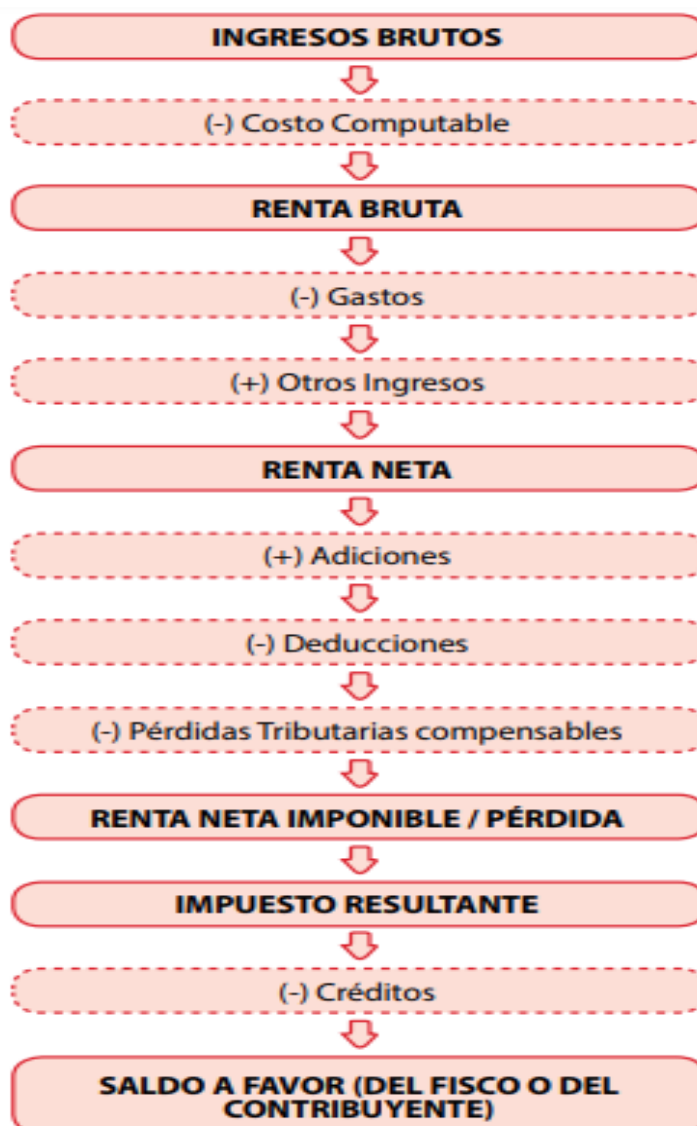 INGRESOS BRUTOS
(-) Costo Computable
RENTA BRUTA
(-) Gastos
(+) Otros Ingresos
RENTA NETA
(+) Adiciones
(-) Deducciones
(-) Pérdidas Tributarias compensables
RENTA NETA IMPONIBLE / PÉRDIDA
IMPUESTO RESULTANTE
(-) Créditos
SALDO A FAVOR (DEL FISCO O DEL
CONTRIBUYENTE)